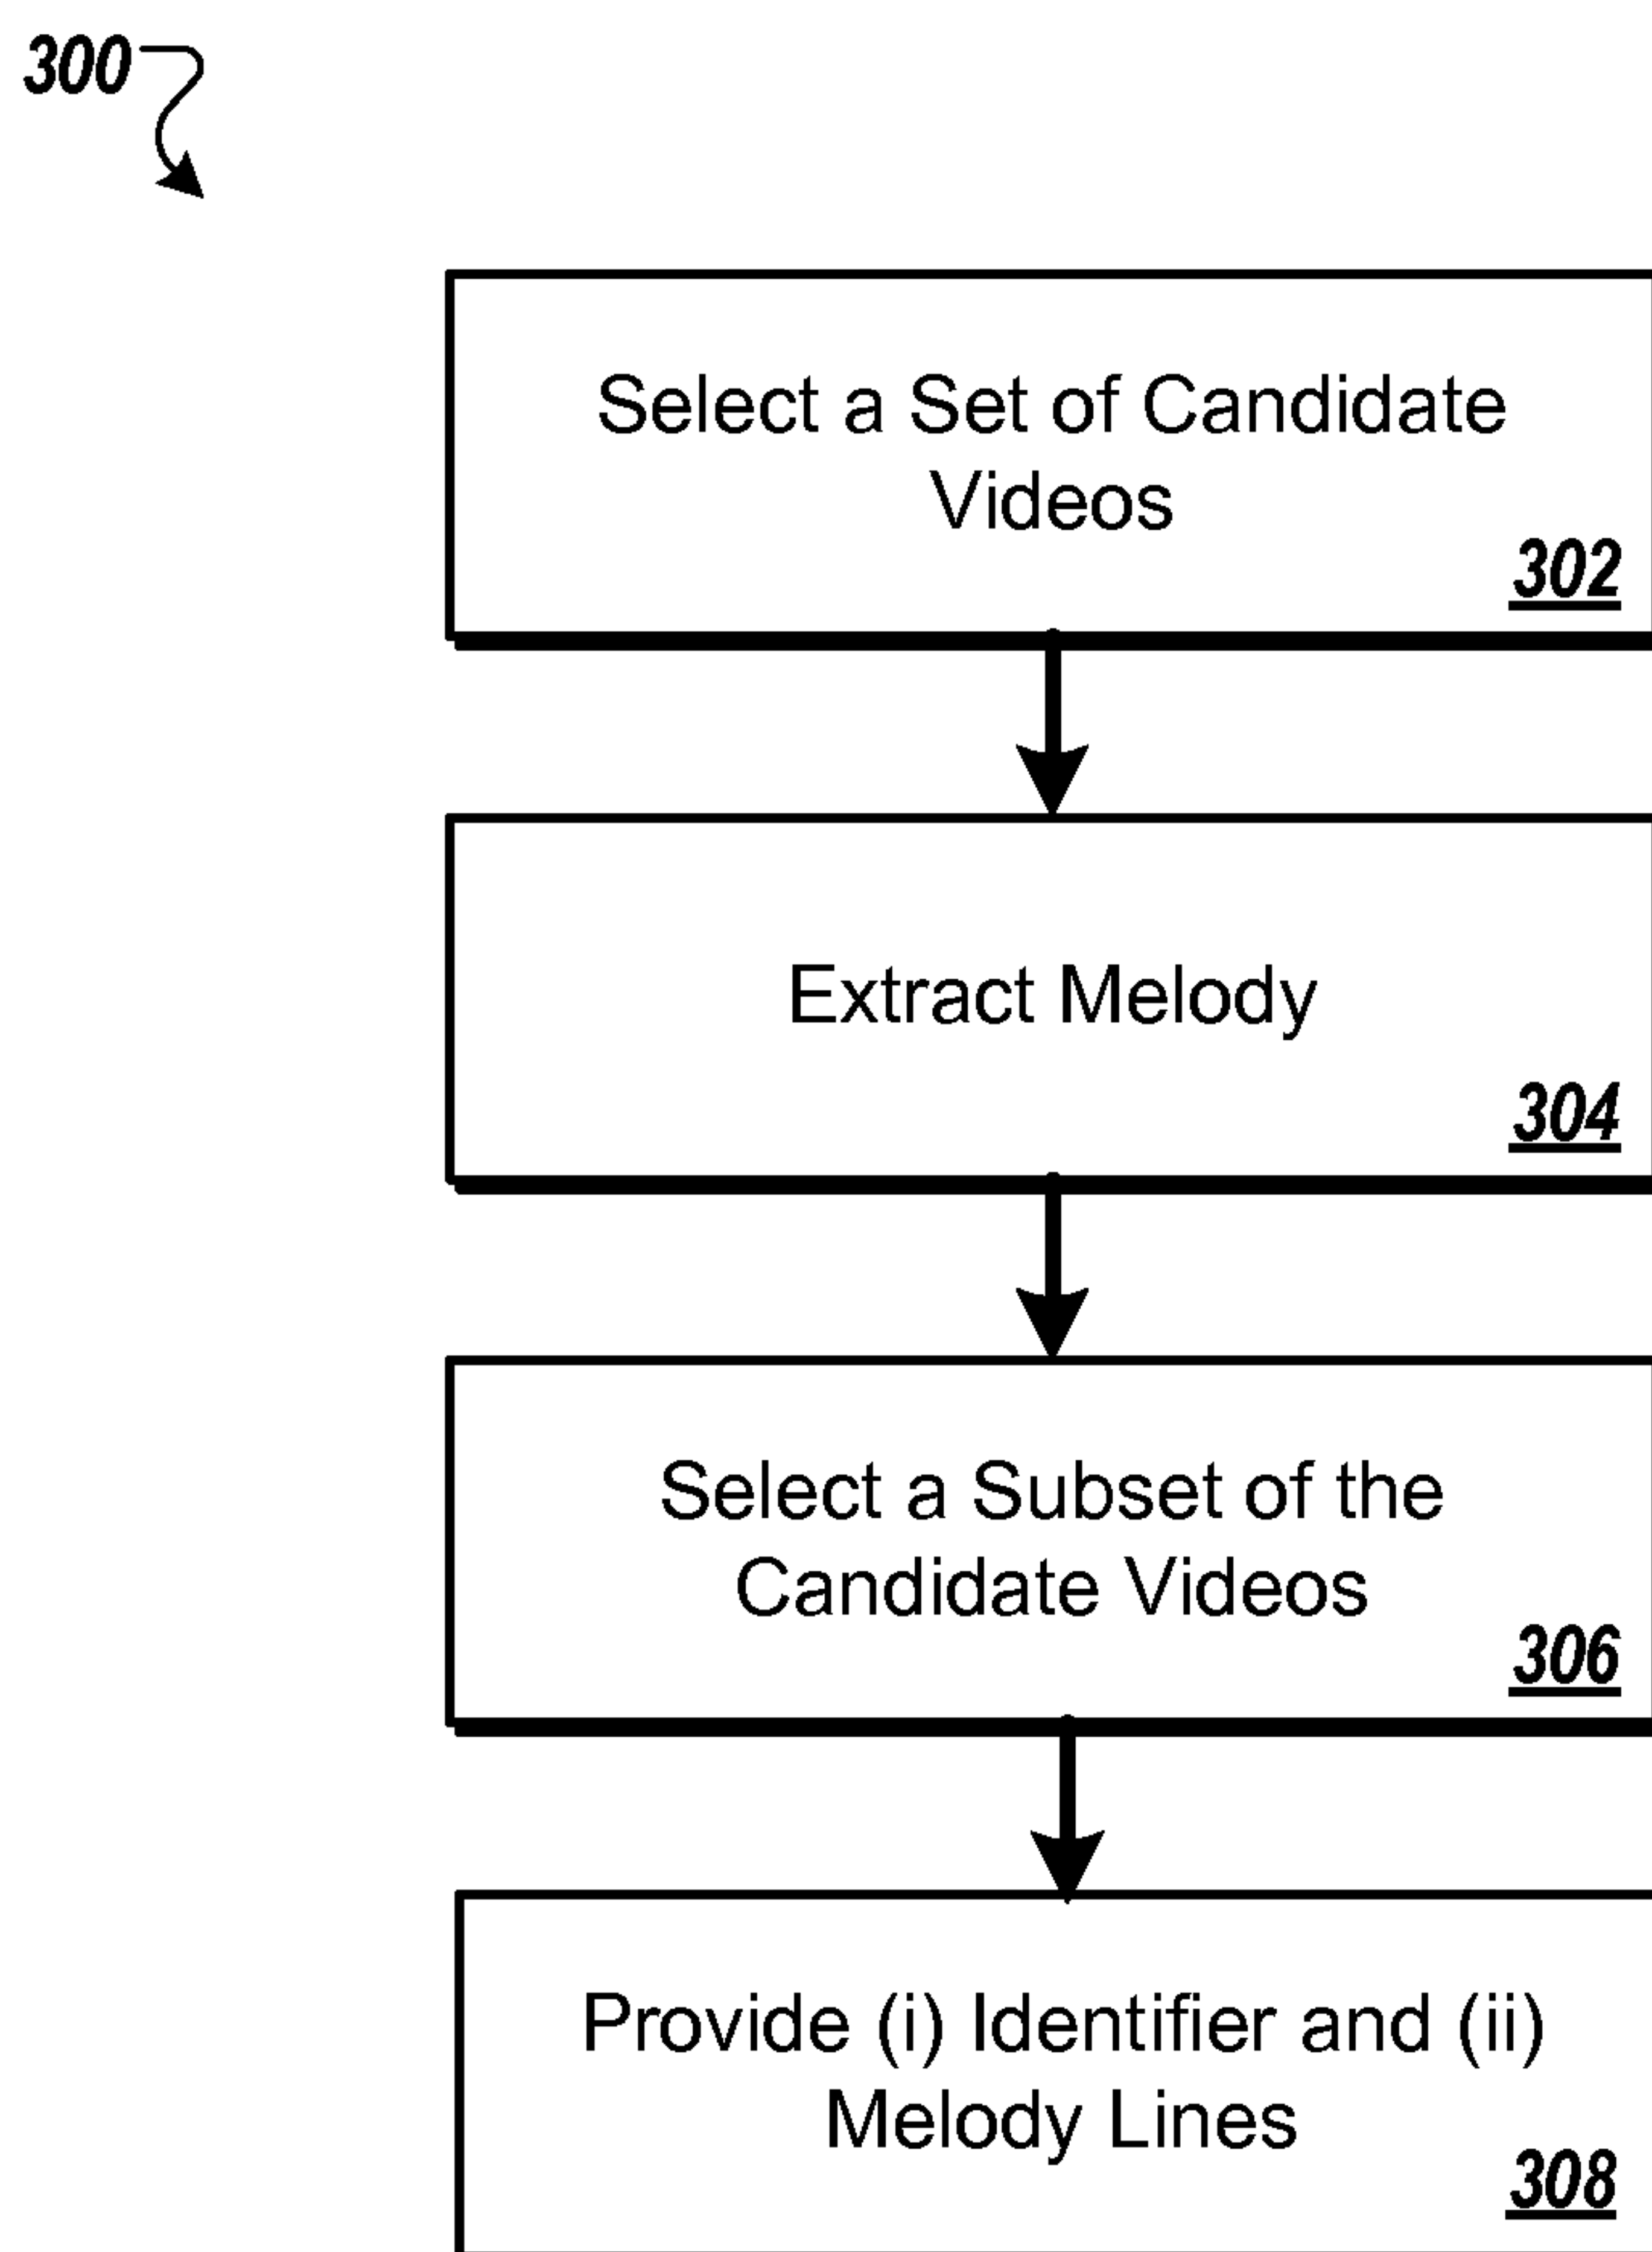 300
Select a Set of Candidate
Videos
302
Extract Melody
304
Select a Subset of the
Candidate Videos
306
Provide (i) Identifier and (ii)
Melody Lines
308